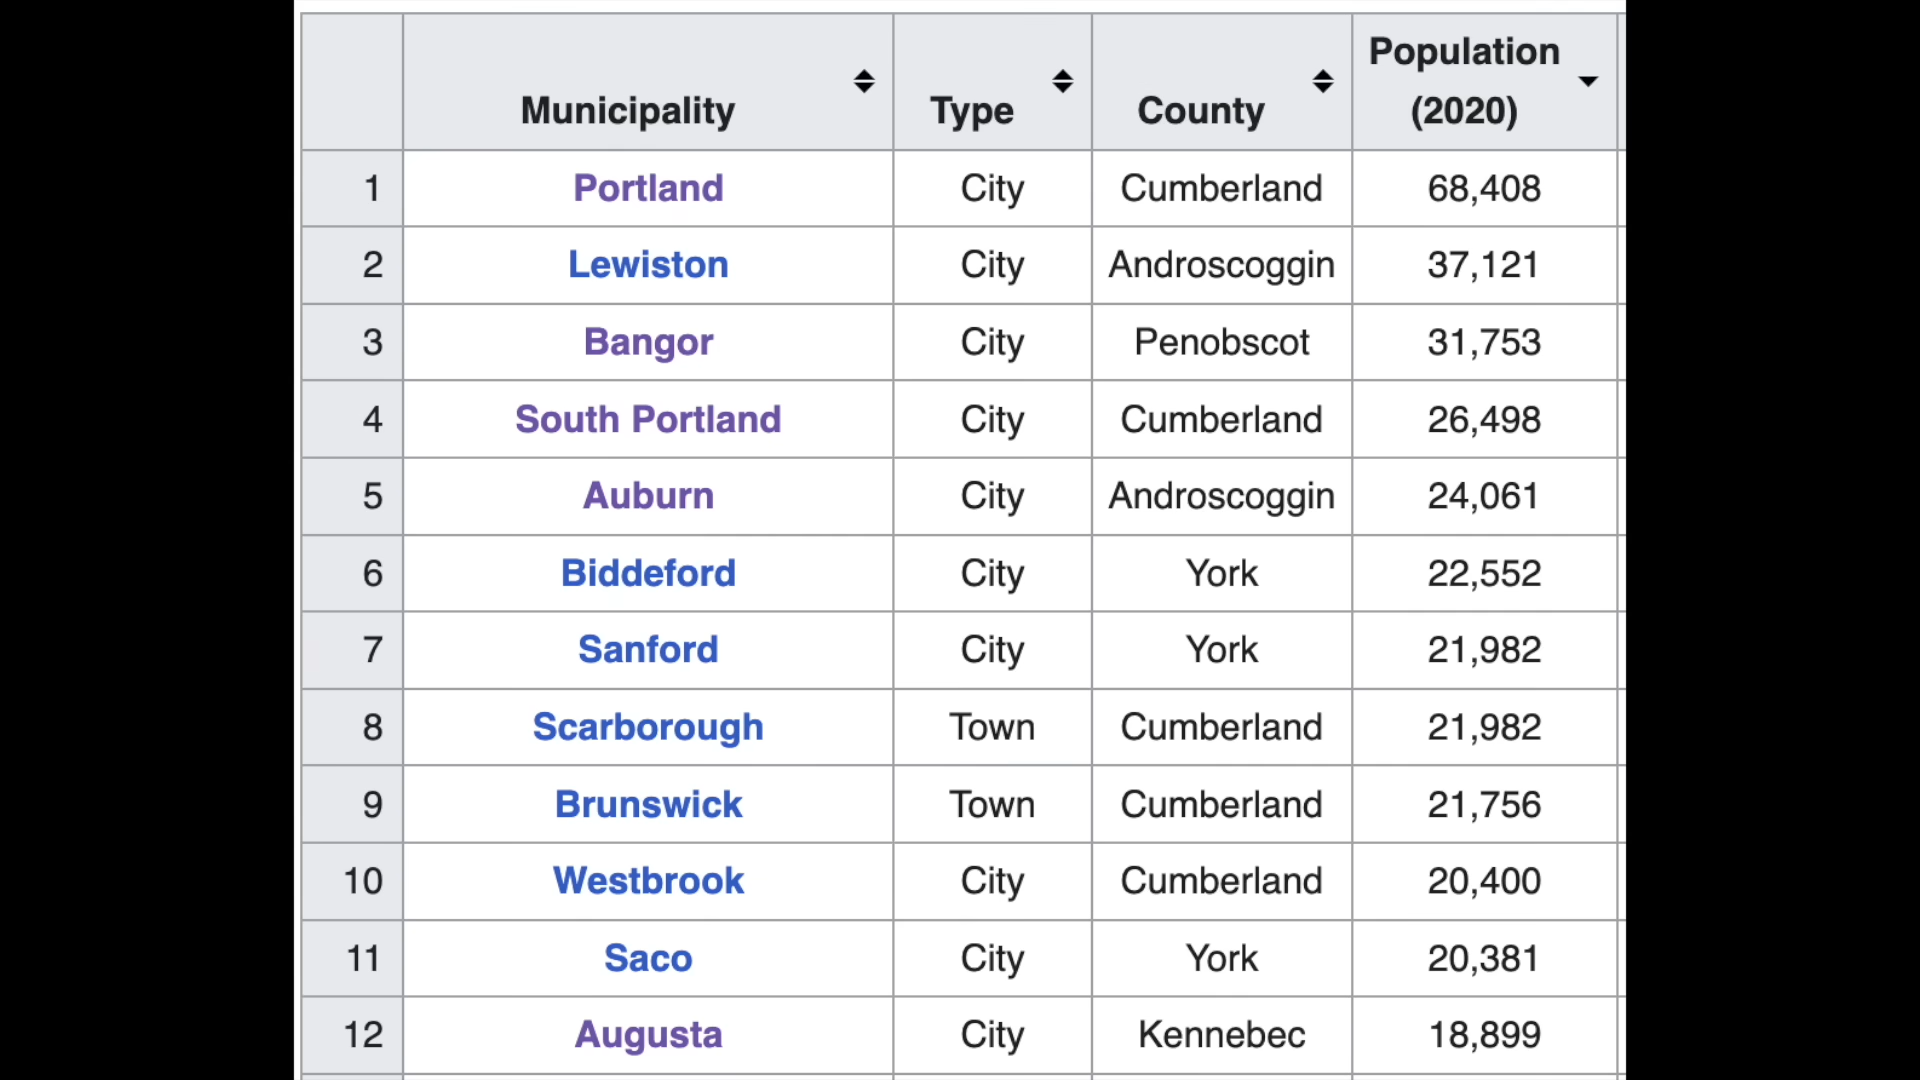 Municipality Type County Population (2020)
1 Portland City Cumberland 68,408
2 Lewiston City Androscoggin 37,121
3 Bangor City Penobscot 31,753
4 South Portland City Cumberland 26,498
5 Auburn City Androscoggin 24,061
6 Biddeford City York 22,552
7 Sanford City York 21,982
8 Scarborough Town Cumberland 21,982
9 Brunswick Town Cumberland 21,756
10 Westbrook City Cumberland 20,400
11 Saco City York 20,381
12 Augusta City Kennebec 18,899